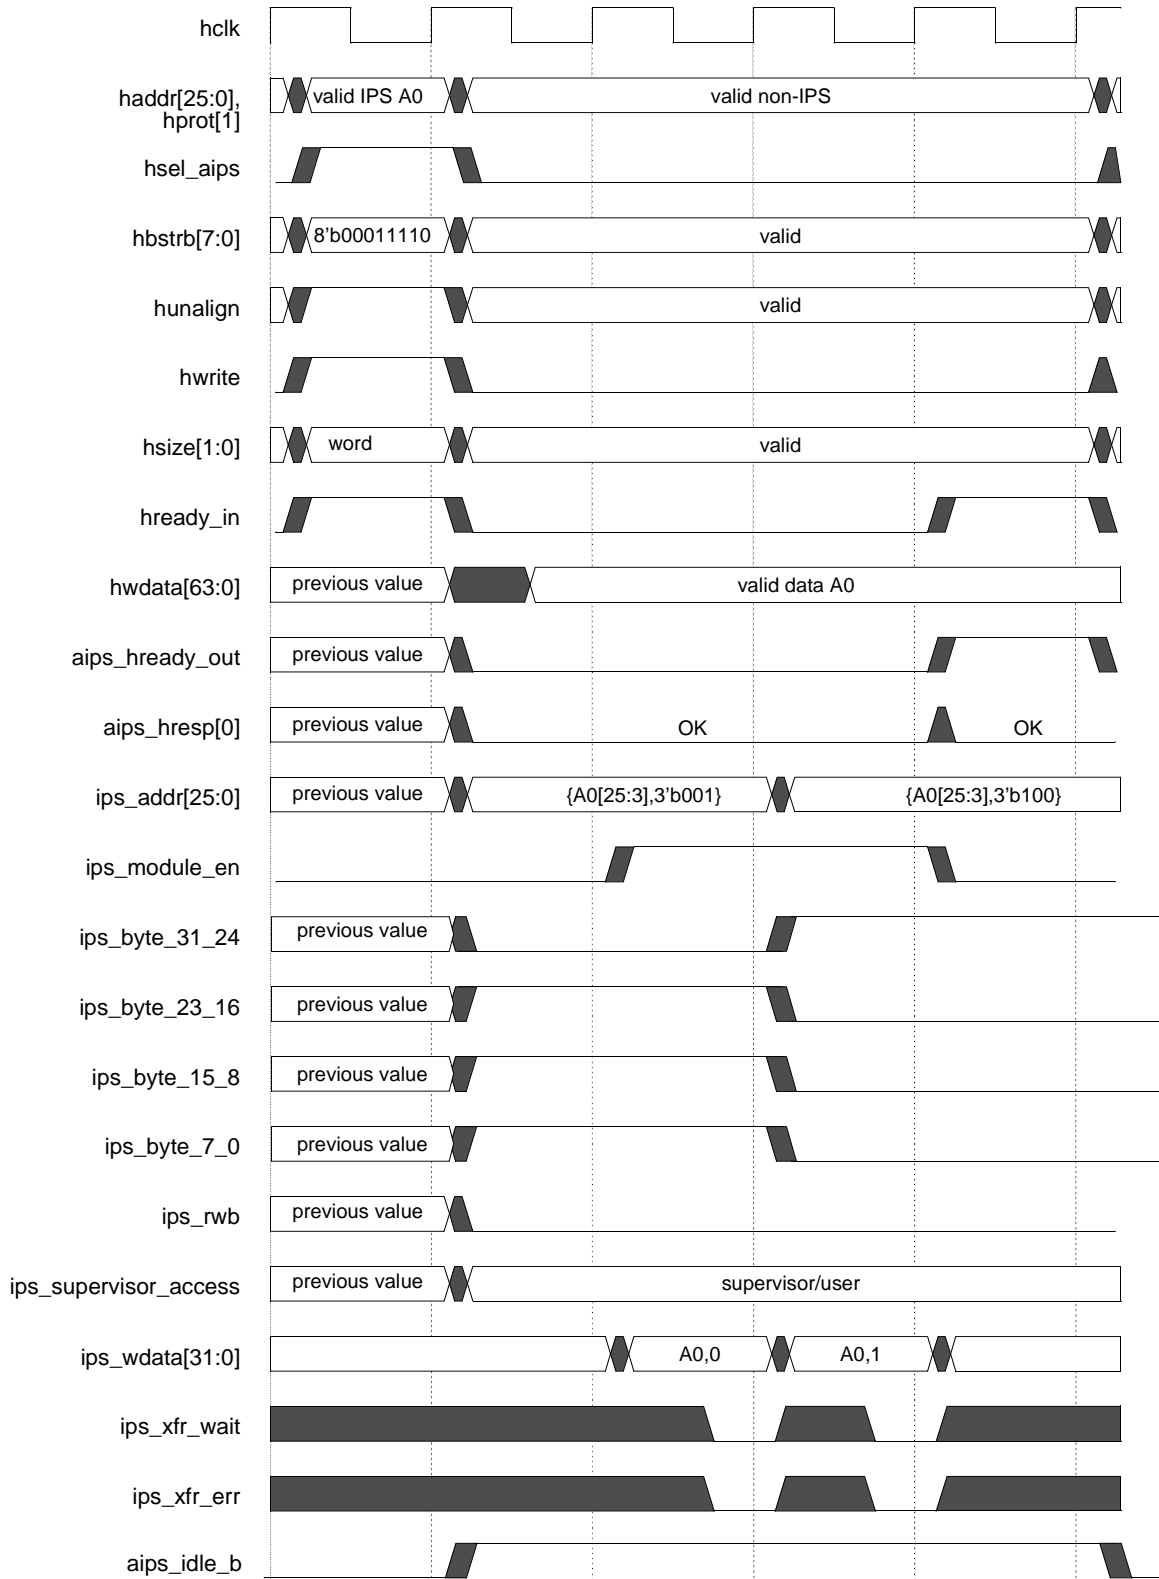 hclk
haddr[25:0], valid IPS A0 valid non-IPS
hprot[1]
hsel_aips
hbstrb[7:0] 8'b00011110 valid
hunalign valid
hwrite
hsize[1:0] word valid
hready_in
hwdata[63:0] previous value valid data A0
aips_hready_out previous value
aips_hresp[0] previous value OK OK
ips_addr[25:0] previous value {A0[25:3],3'b001} {A0[25:3],3'b100}
ips_module_en
ips_byte_31_24 previous value
ips_byte_23_16 previous value
ips_byte_15_8 previous value
ips_byte_7_0 previous value
ips_rwb previous value
ips_supervisor_access previous value supervisor/user
ips_wdata[31:0] A0,0 A0,1
ips_xfr_wait
ips_xfr_err
aips_idle_b